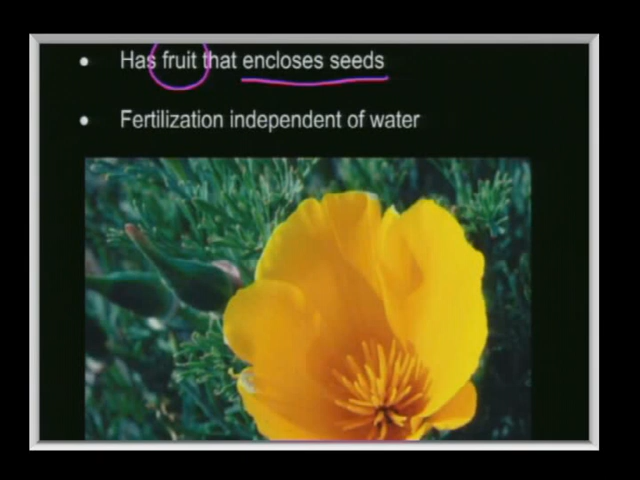 • Has fruit that encloses seeds
• Fertilization independent of water